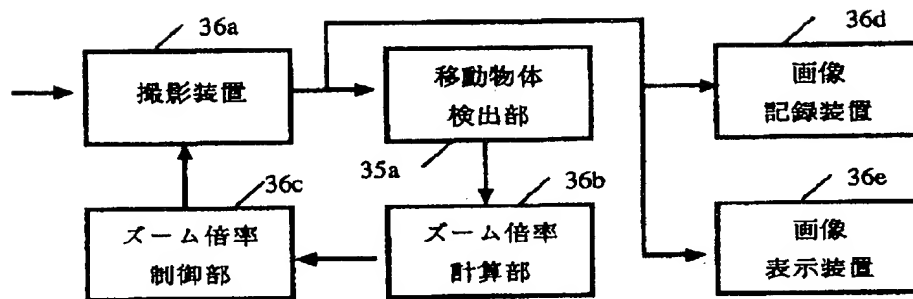 36a
撮影装置
移動物体
検出部
35a
36d
画像
記録装置
36c
ズーム倍率
制御部
36b
ズーム倍率
計算部
36e
画像
表示装置